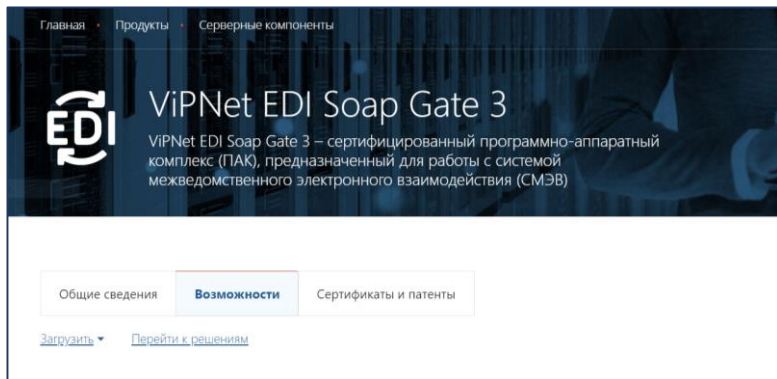 Главная • Продукты • Серверные компоненты
EDI
ViPNet EDI Soap Gate 3
ViPNet EDI Soap Gate 3 – сертифицированный программно-аппаратный
комплекс (ПАК), предназначенный для работы с системой
межведомственного электронного взаимодействия (СМЭВ)
Общие сведения Возможности Сертификаты и патенты
Загрузить Перейти к решениям